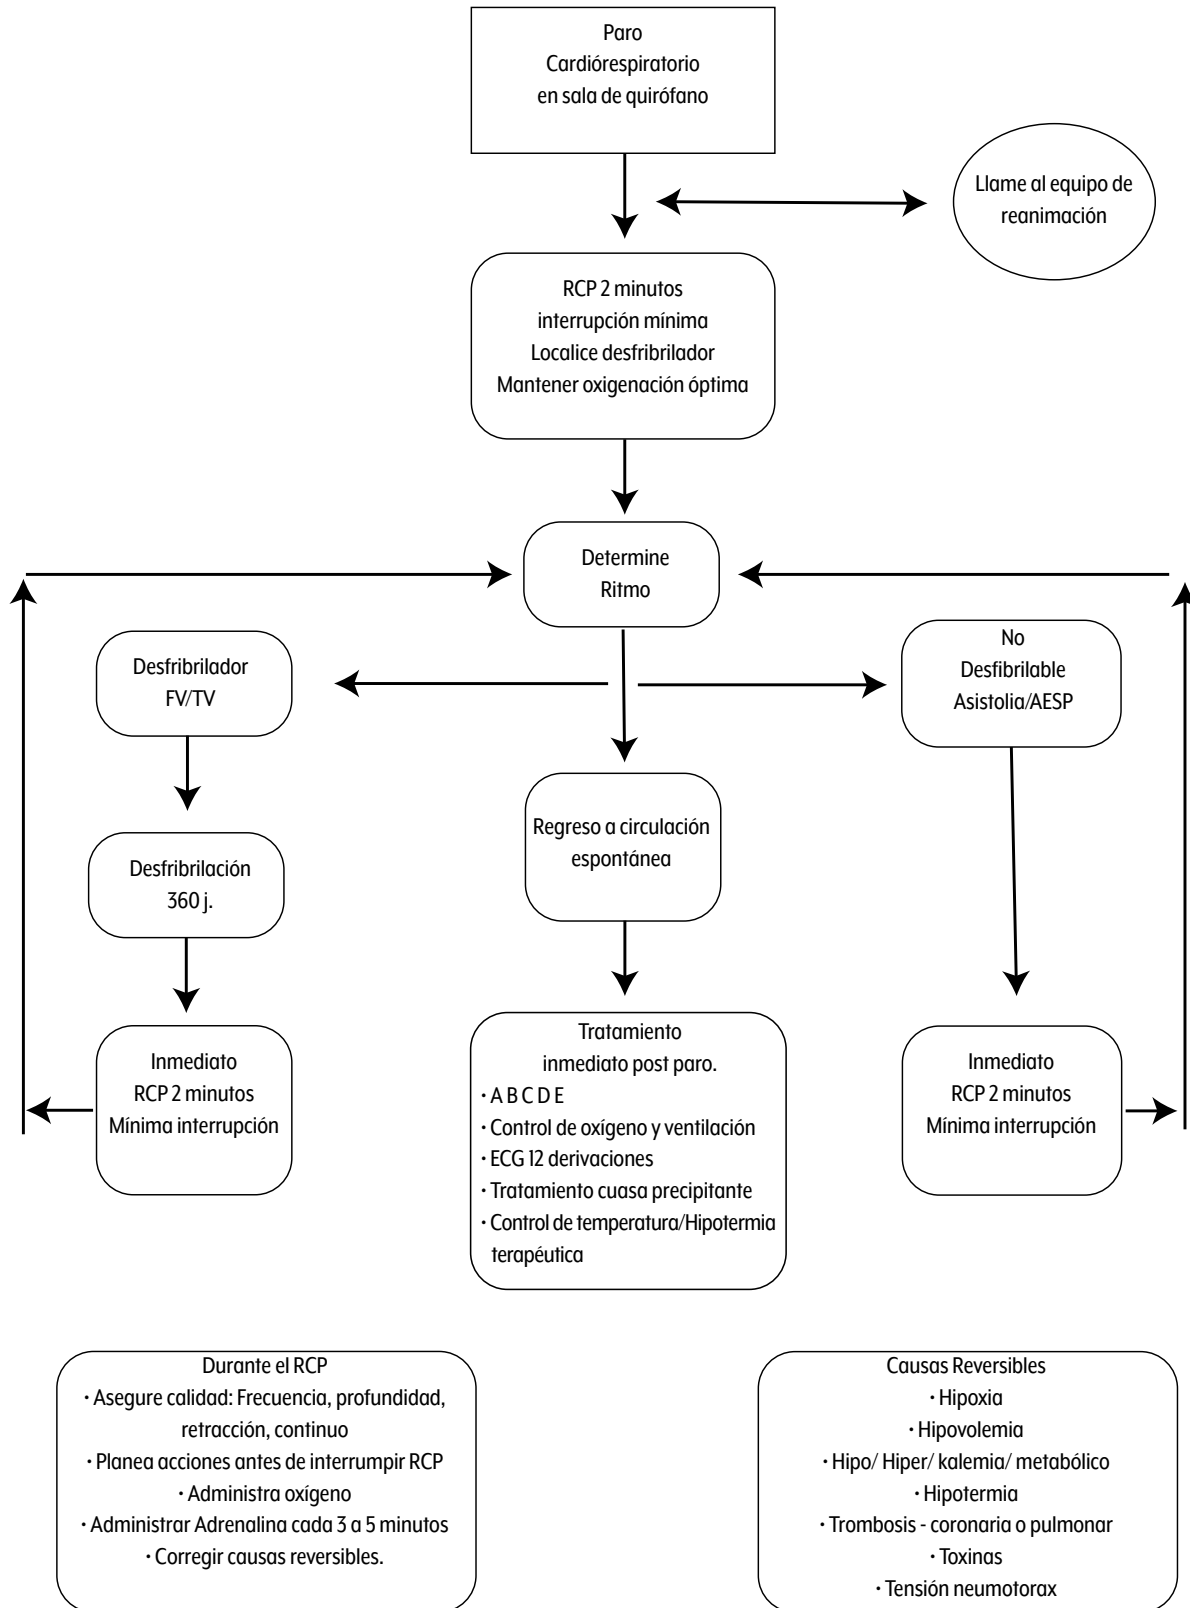 Paro
Cardiórespiratorio
en sala de quirófano
Llame al equipo de
reanimación
RCP 2 minutos
interrupción mínima
Localice desfribrilador
Mantener oxigenación óptima
Determine
Ritmo
Desfribrilador
FV/TV
No
Desfibrilable
Asistolia/AESP
Desfribrilación
360 j.
Regreso a circulación
espontánea
Inmediato
RCP 2 minutos
Mínima interrupción
Tratamiento
inmediato post paro.
· A B C D E
· Control de oxígeno y ventilación
· ECG 12 derivaciones
· Tratamiento cuasa precipitante
· Control de temperatura/Hipotermia
terapéutica
Inmediato
RCP 2 minutos
Mínima interrupción
Durante el RCP
· Asegure calidad: Frecuencia, profundidad,
retracción, continuo
· Planea acciones antes de interrumpir RCP
· Administra oxígeno
· Administrar Adrenalina cada 3 a 5 minutos
· Corregir causas reversibles.
Causas Reversibles
· Hipoxia
· Hipovolemia
· Hipo/ Hiper/ kalemia/ metabólico
· Hipotermia
· Trombosis - coronaria o pulmonar
· Toxinas
· Tensión neumotorax